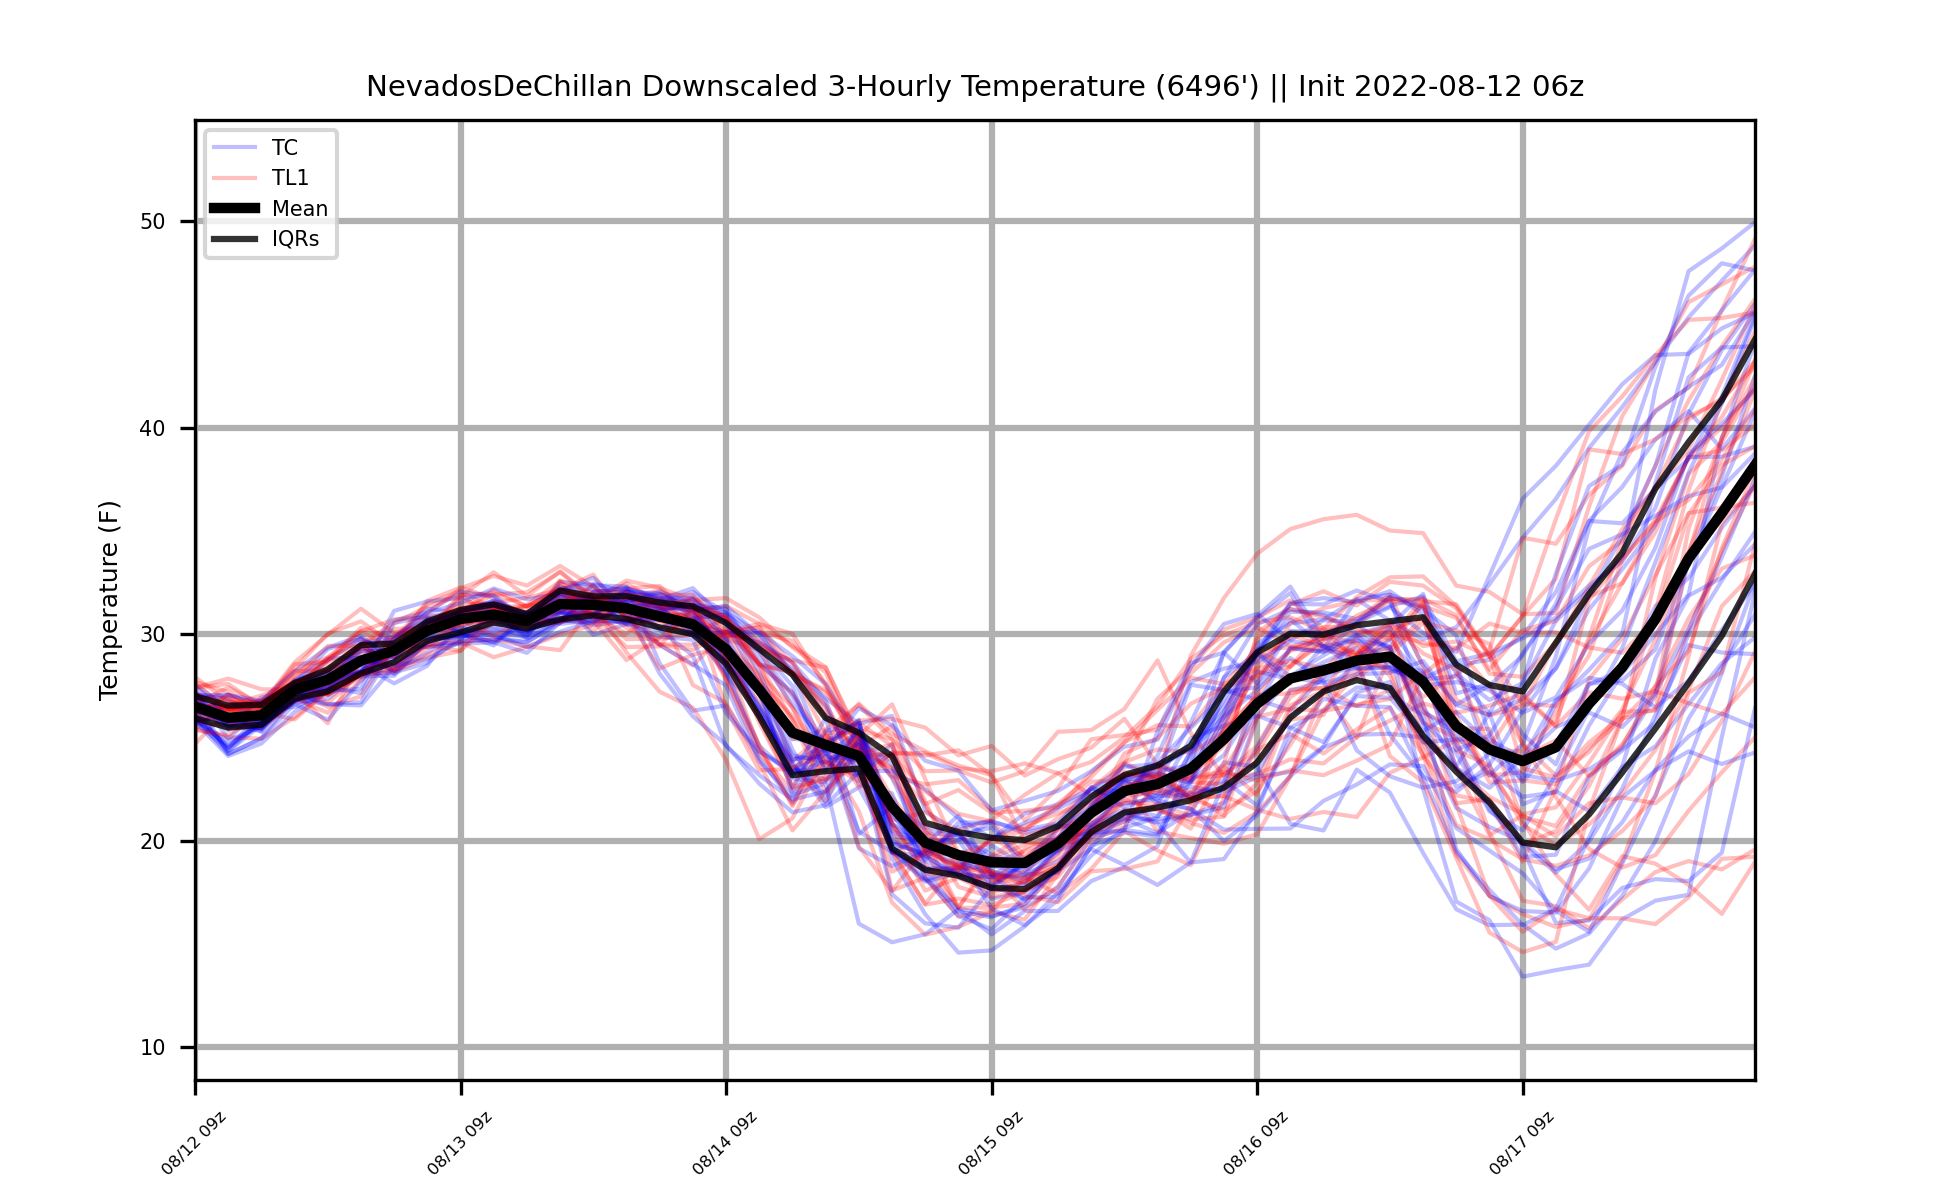 NevadosDeChillan Downscaled 3-Hourly Temperature (6496') || Init 2022-08-12 06z
TC
TL1
Mean
IQRs
Temperature (F)
50
40
30
20
10
08/12 09z
08/13 09z
08/14 09z
08/15 09z
08/16 09z
08/17 09z